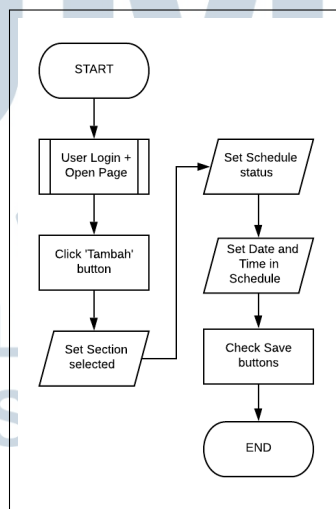 START
User Login +
Open Page
Click 'Tambah'
button
Set Section
selected
Set Schedule
status
Set Date and
Time in
Schedule
Check Save
buttons
END